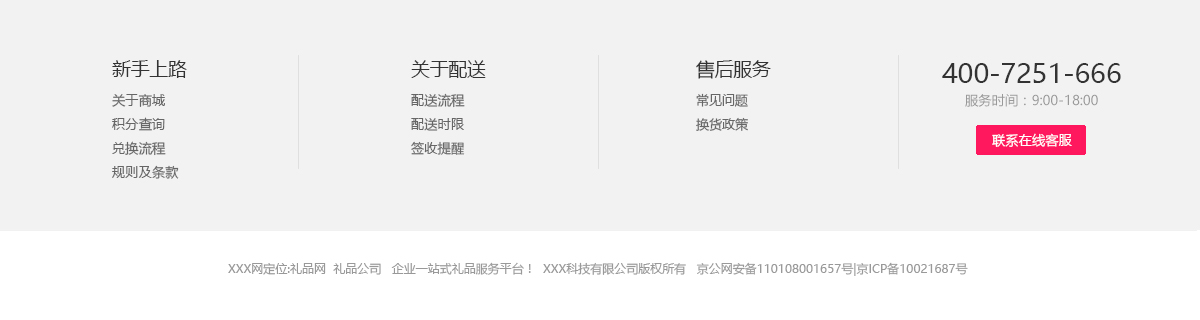 新手上路
关于商城
积分查询
兑换流程
规则及条款
关于配送
配送流程
配送时限
签收提醒
售后服务
常见问题
换货政策
400-7251-666
服务时间：9:00-18:00
联系在线客服
XXX网定位:礼品网 礼品公司 企业一站式礼品服务平台！ XXX科技有限公司版权所有 京公网安备110108001657号|京ICP备10021687号